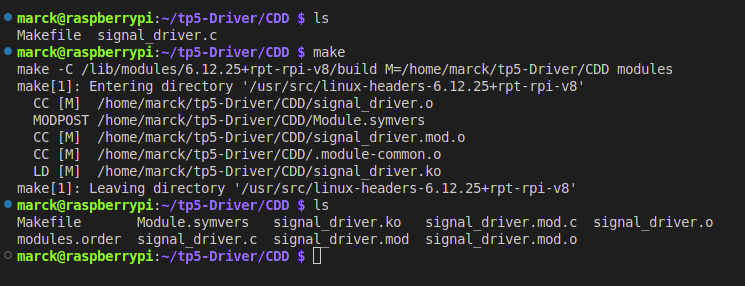 marck@raspberrypi:~/tp5-Driver/CDD $ ls
Makefile  signal_driver.c
marck@raspberrypi:~/tp5-Driver/CDD $ make
make -C /lib/modules/6.12.25+rpt-rpi-v8/build M=/home/marck/tp5-Driver/CDD modules
make[1]: Entering directory '/usr/src/linux-headers-6.12.25+rpt-rpi-v8'
  CC [M]  /home/marck/tp5-Driver/CDD/signal_driver.o
  MODPOST /home/marck/tp5-Driver/CDD/Module.symvers
  CC [M]  /home/marck/tp5-Driver/CDD/signal_driver.mod.o
  CC [M]  /home/marck/tp5-Driver/CDD/.module-common.o
  LD [M]  /home/marck/tp5-Driver/CDD/signal_driver.ko
make[1]: Leaving directory '/usr/src/linux-headers-6.12.25+rpt-rpi-v8'
marck@raspberrypi:~/tp5-Driver/CDD $ ls
Makefile       Module.symvers   signal_driver.ko   signal_driver.mod.c  signal_driver.o
modules.order  signal_driver.c  signal_driver.mod  signal_driver.mod.o
marck@raspberrypi:~/tp5-Driver/CDD $